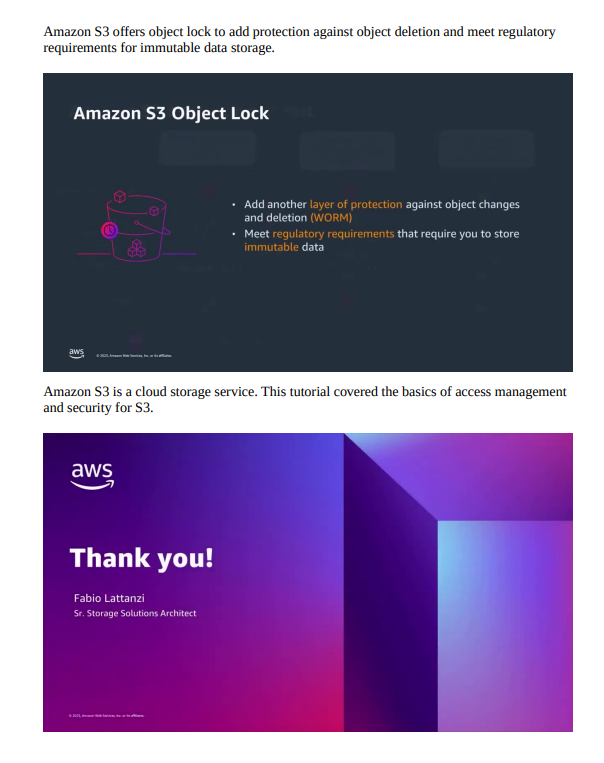 Amazon S3 offers object lock to add protection against object deletion and meet regulatory
requirements for immutable data storage.
Amazon S3 Object Lock
• Add another layer of protection against object changes
and deletion (WORM)
• Meet regulatory requirements that require you to store
immutable data
aws
© 2023, Amazon Web Services, Inc. or its affiliates.
Amazon S3 is a cloud storage service. This tutorial covered the basics of access management
and security for S3.
aws
Thank you!
Fabio Lattanzi
Sr. Storage Solutions Architect
© 2023, Amazon Web Services, Inc. or its affiliates.